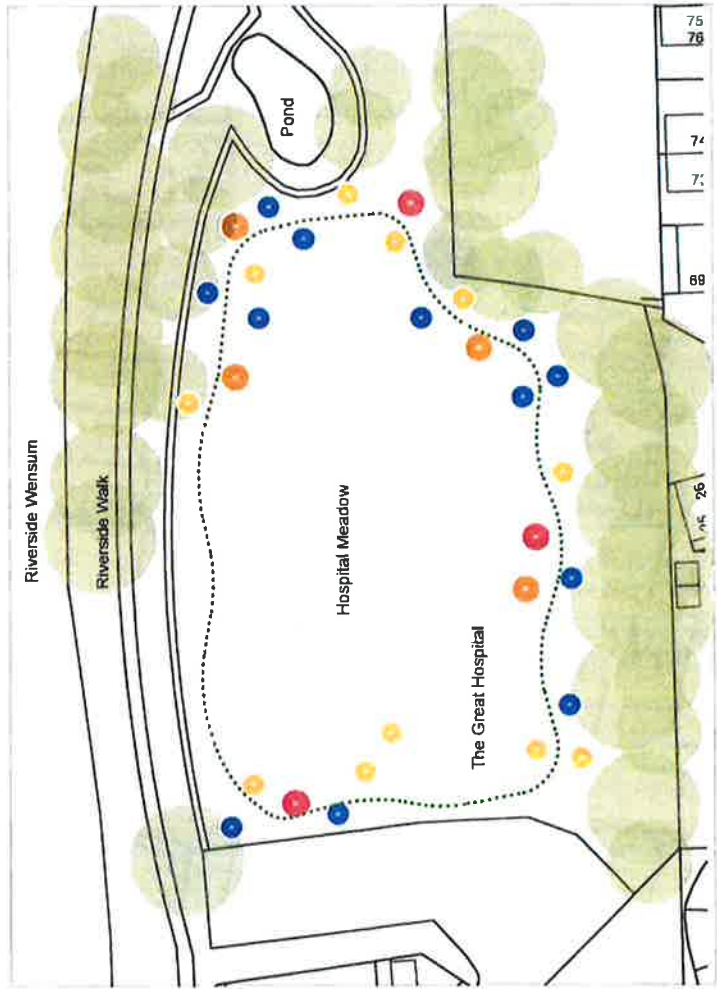 Riverside Wensum
Riverside Walk
Hospital Meadow
The Great Hospital
Pond
75
76
74
69
26